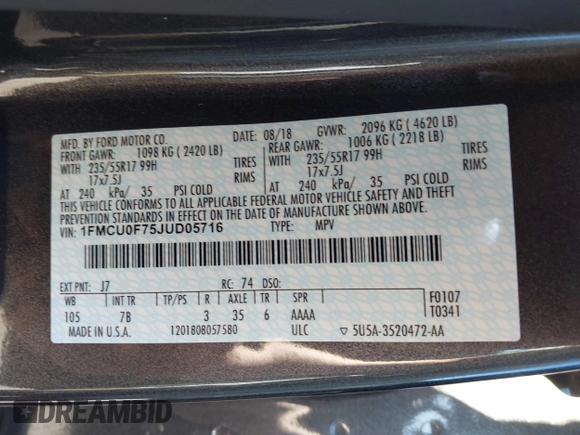 MFD. BY FORD MOTOR CO.
DATE: 08/18 GVWR: 2096 KG ( 4620 LB)
FRONT GAWR: 1098 KG ( 2420 LB) REAR GAWR: 1006 KG ( 2218 LB)
WITH 235/55R17 99H TIRES WITH 235/55R17 99H TIRES
17x7.5J RIMS 17x7.5J RIMS
AT 240 kPa/ 35 PSI COLD AT 240 kPa/ 35 PSI COLD
THIS VEHICLE CONFORMS TO ALL APPLICABLE FEDERAL MOTOR VEHICLE SAFETY AND THEFT
PREVENTION STANDARDS IN EFFECT ON THE DATE OF MANUFACTURE SHOWN ABOVE.
VIN: 1FMCU0F75JUD05716 TYPE: MPV
EXT PNT: J7 RC: 74 DSO:
WB INT TR TP/PS R AXLE TR SPR F0107
105 7B 3 35 6 AAAA T0341
MADE IN U.S.A. 1201808057580 ULC 5U5A-3520472-AA
DREAMBID